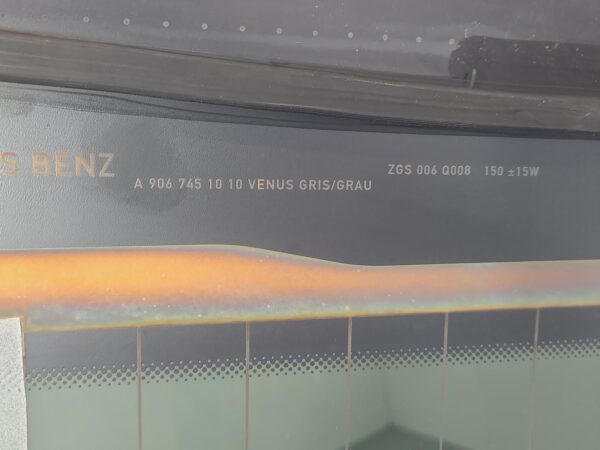 S BENZ
A 906 745 10 10 VENUS GRIS/GRAU
ZGS 006 Q008 150 ±15W